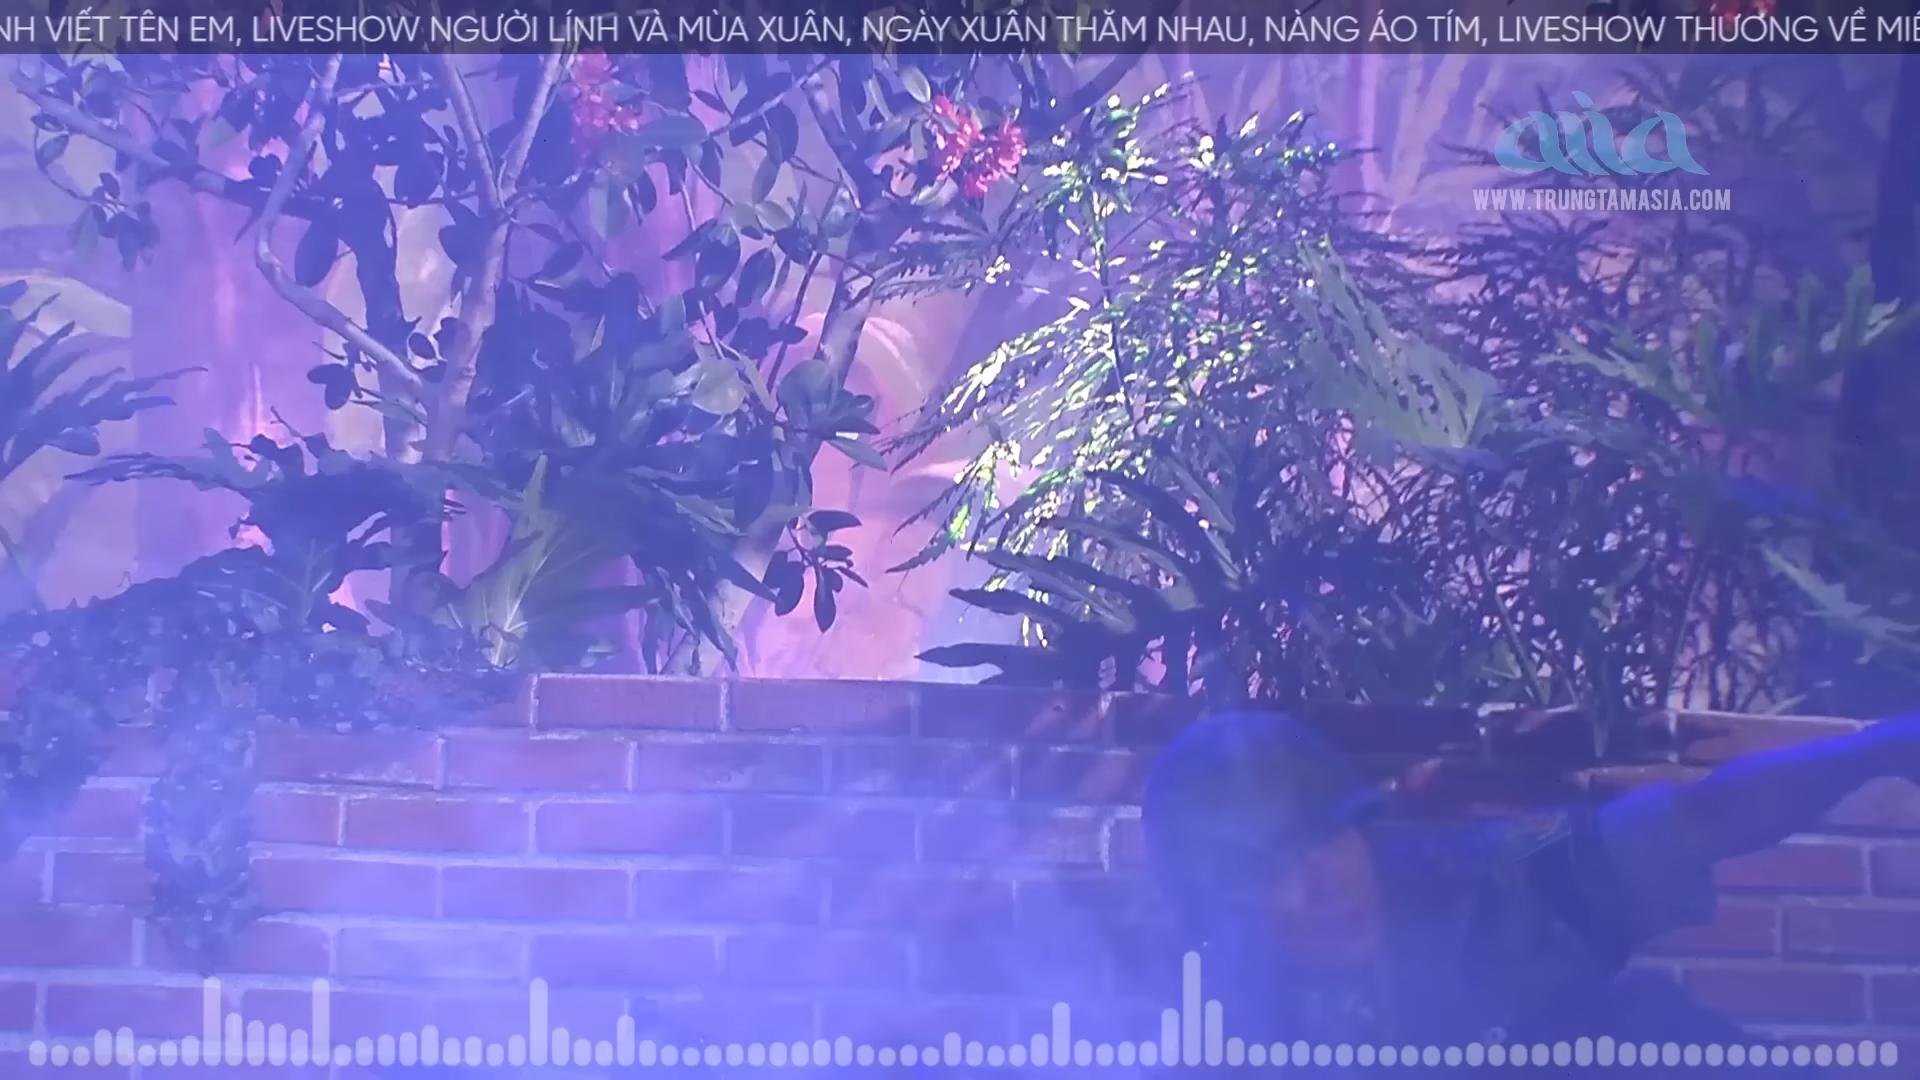 NH VIẾT TÊN EM, LIVESHOW NGƯỜI LÍNH VÀ MÙA XUÂN, NGÀY XUÂN THĂM NHAU, NÀNG ÁO TÍM, LIVESHOW THƯƠNG VỀ MIỀ
asia
WWW.TRUNGTAMASIA.COM